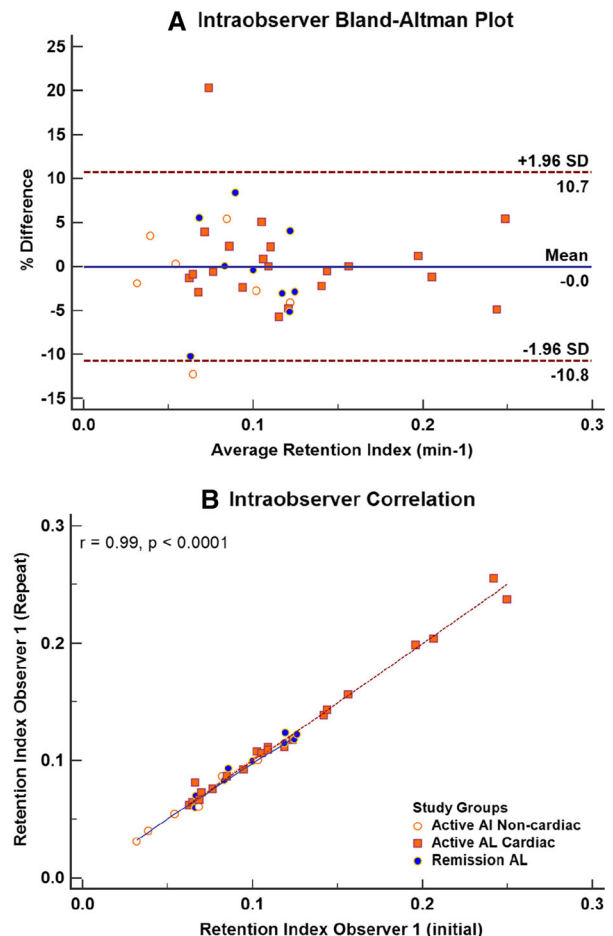 A Intraobserver Bland-Altman Plot
25
20
15
10
5
0
-5
-10
-15
% Difference
+1.96 SD
10.7
Mean
-0.0
-1.96 SD
-10.8
0.0 0.1 0.2 0.3
Average Retention Index (min-1)
B Intraobserver Correlation
r = 0.99, p < 0.0001
0.3
0.2
0.1
0.0
Retention Index Observer 1 (Repeat)
Study Groups
Active Al Non-cardiac
Active AL Cardiac
Remission AL
0.0 0.1 0.2 0.3
Retention Index Observer 1 (initial)